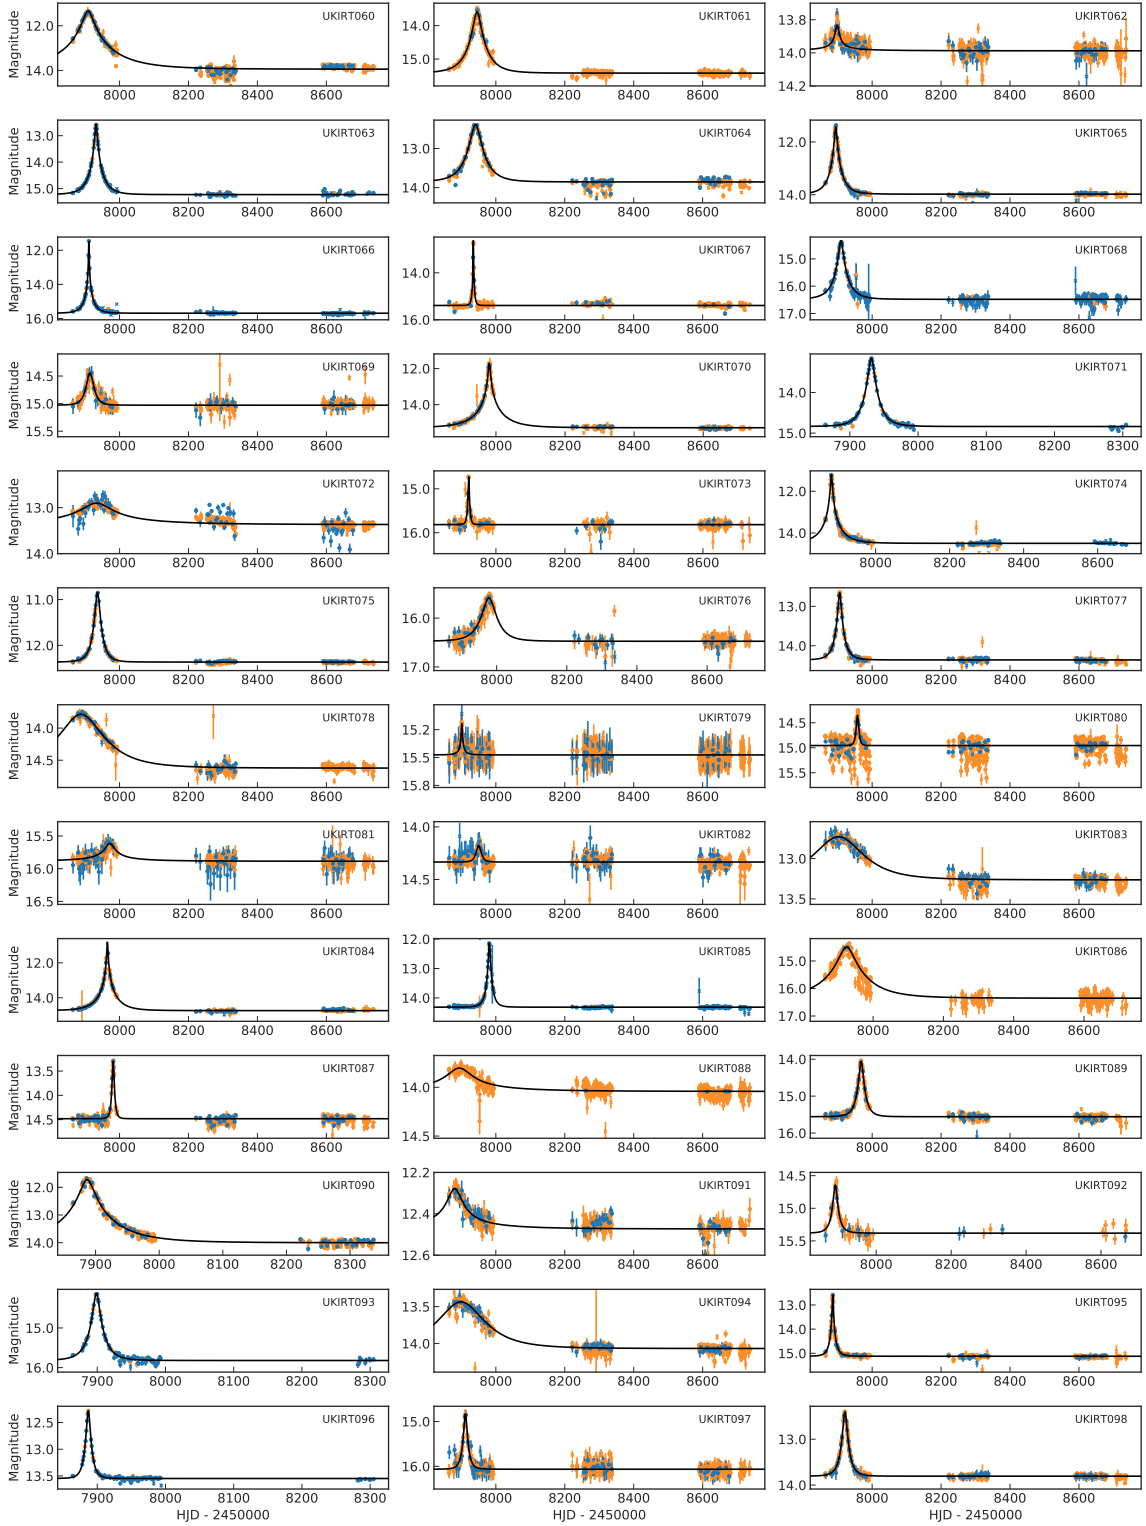 Magnitude
12.0
14.0
UKIRT060
8000 8200 8400 8600
14.0
15.0
UKIRT061
8000 8200 8400 8600
13.8
14.0
14.2
UKIRT062
8000 8200 8400 8600
Magnitude
13.0
14.0
15.0
UKIRT063
8000 8200 8400 8600
13.0
14.0
UKIRT064
8000 8200 8400 8600
12.0
14.0
UKIRT065
8000 8200 8400 8600
Magnitude
12.0
14.0
16.0
UKIRT066
8000 8200 8400 8600
14.0
15.0
16.0
UKIRT067
8000 8200 8400 8600
15.0
16.0
17.0
UKIRT068
8000 8200 8400 8600
Magnitude
14.5
15.0
15.5
UKIRT069
8000 8200 8400 8600
12.0
14.0
UKIRT070
8000 8200 8400 8600
14.0
15.0
UKIRT071
7900 8000 8100 8200 8300
Magnitude
13.0
14.0
UKIRT072
8000 8200 8400 8600
15.0
16.0
UKIRT073
8000 8200 8400 8600
12.0
14.0
UKIRT074
8000 8200 8400 8600
Magnitude
11.0
12.0
UKIRT075
8000 8200 8400 8600
16.0
17.0
UKIRT076
8000 8200 8400 8600
13.0
14.0
UKIRT077
8000 8200 8400 8600
Magnitude
14.0
14.5
UKIRT078
8000 8200 8400 8600
15.2
15.5
15.8
UKIRT079
8000 8200 8400 8600
14.5
15.0
15.5
UKIRT080
8000 8200 8400 8600
Magnitude
15.5
16.0
16.5
UKIRT081
8000 8200 8400 8600
14.0
14.5
UKIRT082
8000 8200 8400 8600
13.0
13.5
UKIRT083
8000 8200 8400 8600
Magnitude
12.0
14.0
UKIRT084
8000 8200 8400 8600
12.0
13.0
14.0
UKIRT085
8000 8200 8400 8600
15.0
16.0
17.0
UKIRT086
8000 8200 8400 8600
Magnitude
13.5
14.0
14.5
UKIRT087
8000 8200 8400 8600
14.0
14.5
UKIRT088
8000 8200 8400 8600
14.0
15.0
16.0
UKIRT089
8000 8200 8400 8600
Magnitude
12.0
13.0
14.0
UKIRT090
7900 8000 8100 8200 8300
12.2
12.4
12.6
UKIRT091
8000 8200 8400 8600
14.5
15.0
15.5
UKIRT092
8000 8200 8400 8600
Magnitude
15.0
16.0
UKIRT093
7900 8000 8100 8200 8300
13.5
14.0
UKIRT094
8000 8200 8400 8600
13.0
14.0
15.0
UKIRT095
8000 8200 8400 8600
Magnitude
12.5
13.5
UKIRT096
7900 8000 8100 8200 8300
HJD - 2450000
15.0
16.0
UKIRT097
8000 8200 8400 8600
HJD - 2450000
13.0
14.0
UKIRT098
8000 8200 8400 8600
HJD - 2450000